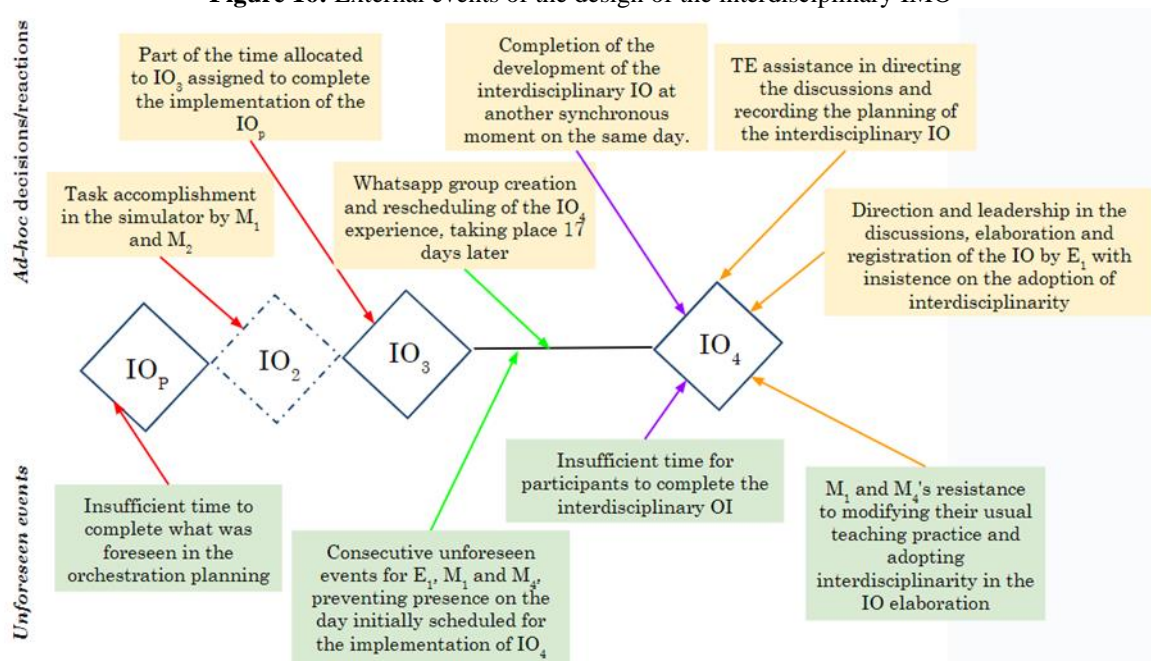 Figure 16: External events of the design of the interdisciplinary IMO
Ad-hoc decisions/reactions
Part of the time allocated
to IO3 assigned to complete
the implementation of the
IOp
Completion of the
development of the
interdisciplinary IO at
another synchronous
moment on the same day.
TE assistance in directing
the discussions and
recording the planning of
the interdisciplinary IO
Task accomplishment
in the simulator by M1
and M2
Whatsapp group creation
and rescheduling of the IO4
experience, taking place 17
days later
Direction and leadership in the
discussions, elaboration and
registration of the IO by E1 with
insistence on the adoption of
interdisciplinarity
IOP
IO2
IO3
IO4
Unforeseen events
Insufficient time to
complete what was
foreseen in the
orchestration planning
Consecutive unforeseen
events for E1, M1 and M4,
preventing presence on the
day initially scheduled for
the implementation of IO4
Insufficient time for
participants to complete the
interdisciplinary OI
M1 and M4's resistance
to modifying their usual
teaching practice and
adopting
interdisciplinarity in the
IO elaboration